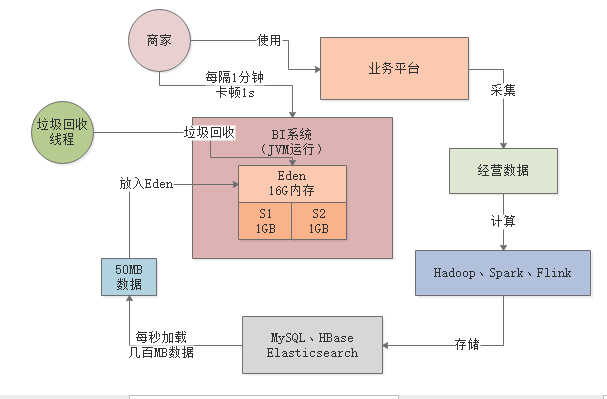 商家
使用
业务平台
每隔1分钟
卡顿1s
采集
垃圾回收
线程
垃圾回收
BI系统
（JVM运行）
经营数据
放入Eden
Eden
16G内存
S1
1GB
S2
1GB
计算
50MB
数据
Hadoop、Spark、Flink
每秒加载
几百MB数据
MySQL、HBase
Elasticsearch
存储